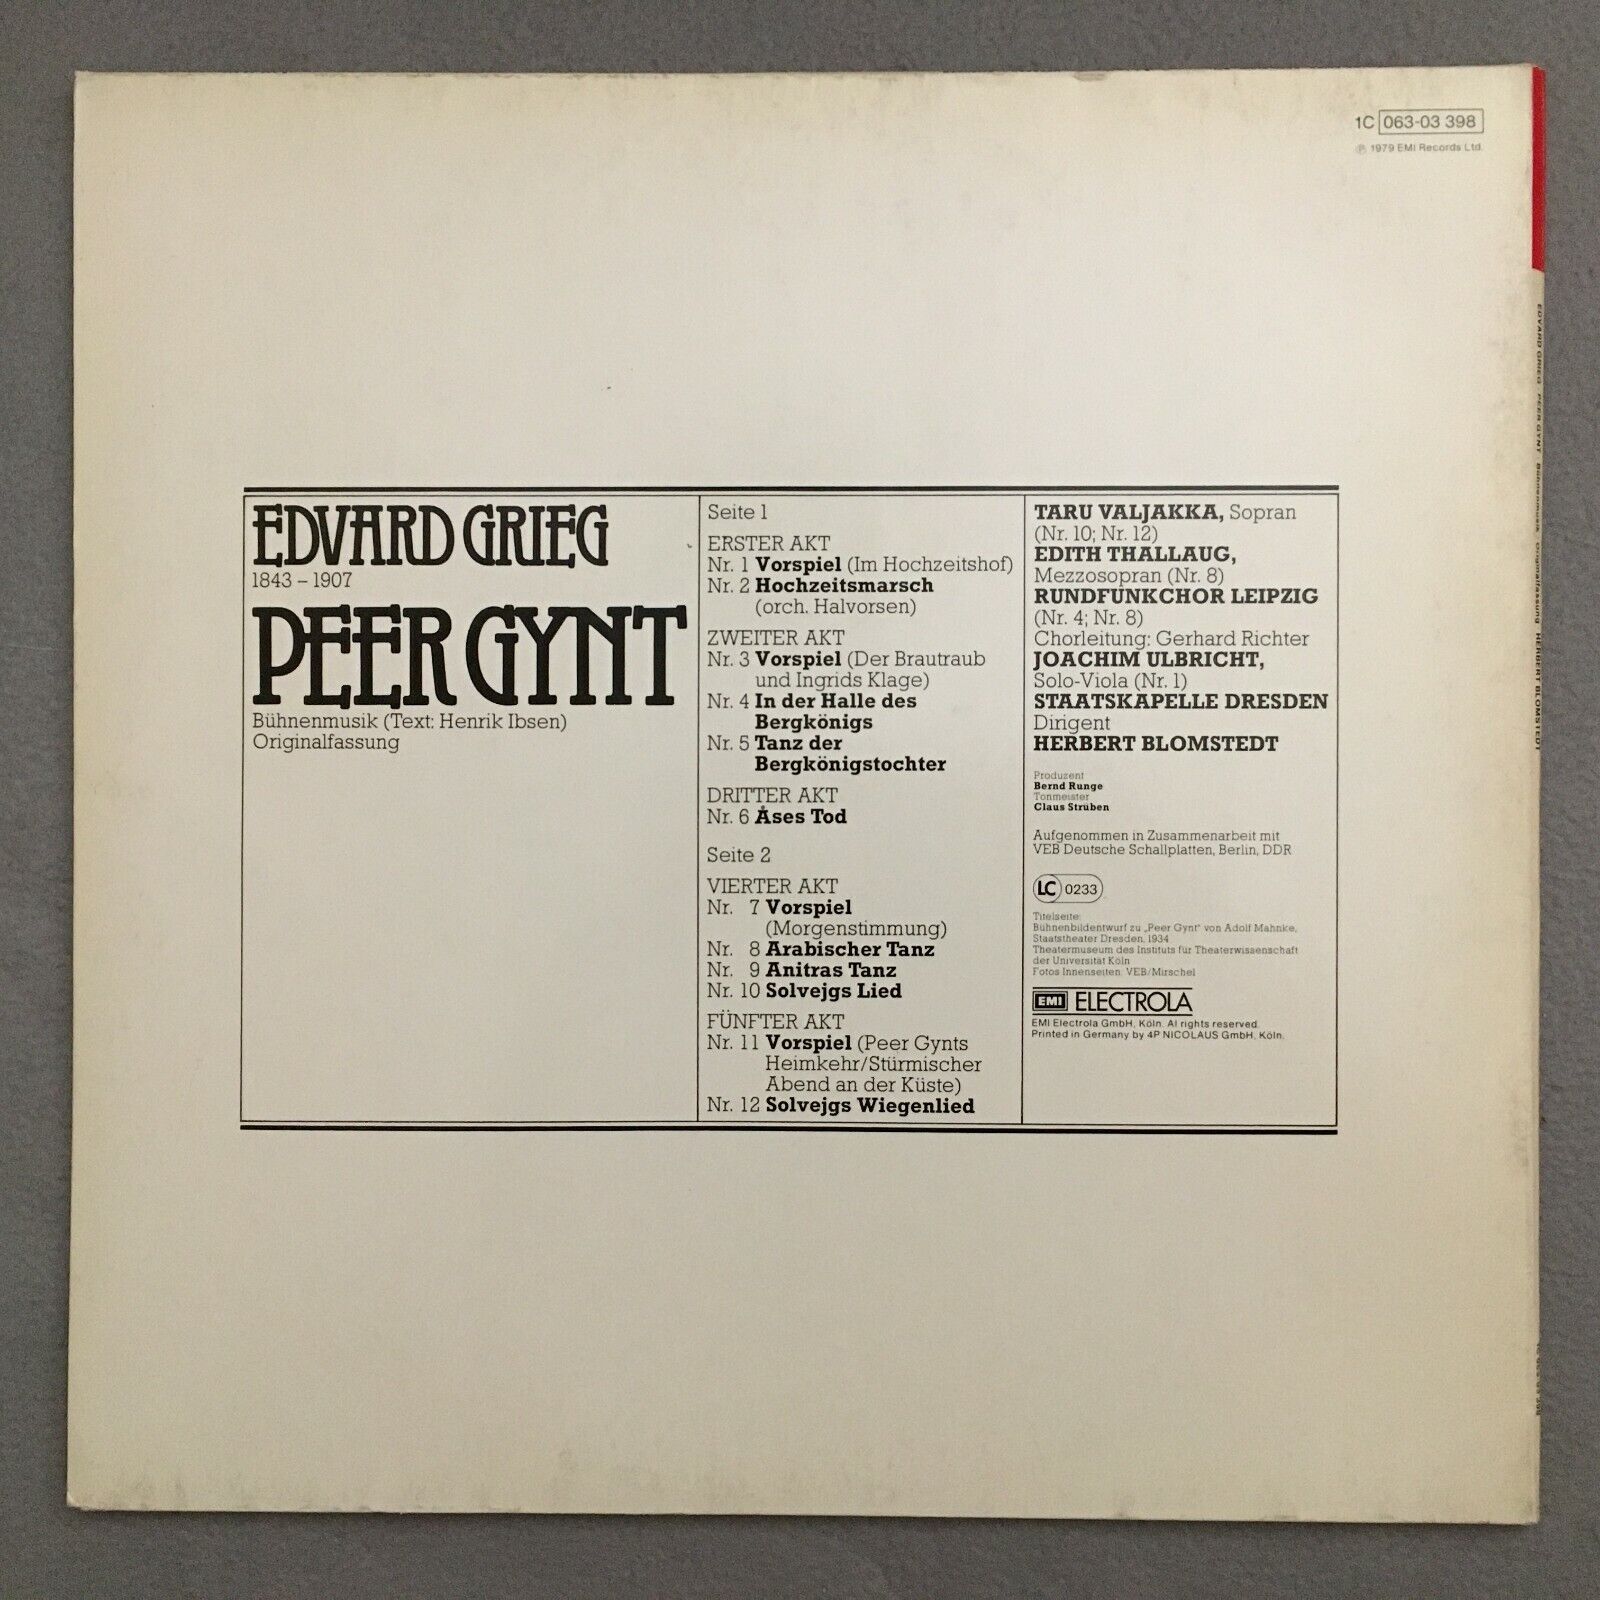 1C 063-03 398
℗ 1979 EMI Records Ltd.
EDVARD GRIEG
1843 – 1907
PEER GYNT
Bühnenmusik (Text: Henrik Ibsen)
Originalfassung
Seite 1
ERSTER AKT
Nr. 1 Vorspiel (Im Hochzeitshof)
Nr. 2 Hochzeitsmarsch
(orch. Halvorsen)
ZWEITER AKT
Nr. 3 Vorspiel (Der Brautraub
und Ingrids Klage)
Nr. 4 In der Halle des
Bergkönigs
Nr. 5 Tanz der
Bergkönigstochter
DRITTER AKT
Nr. 6 Åses Tod
Seite 2
VIERTER AKT
Nr. 7 Vorspiel
(Morgenstimmung)
Nr. 8 Arabischer Tanz
Nr. 9 Anitras Tanz
Nr. 10 Solvejgs Lied
FÜNFTER AKT
Nr. 11 Vorspiel (Peer Gynts
Heimkehr/Stürmischer
Abend an der Küste)
Nr. 12 Solvejgs Wiegenlied
TARU VALJAKKA, Sopran
(Nr. 10; Nr. 12)
EDITH THALLAUG,
Mezzosopran (Nr. 8)
RUNDFUNKCHOR LEIPZIG
(Nr. 4; Nr. 8)
Chorleitung: Gerhard Richter
JOACHIM ULBRICHT,
Solo-Viola (Nr. 1)
STAATSKAPELLE DRESDEN
Dirigent
HERBERT BLOMSTEDT
Produzent
Bernd Runge
Tonmeister
Claus Strüben
Aufgenommen in Zusammenarbeit mit
VEB Deutsche Schallplatten, Berlin, DDR
LC 0233
Titelseite:
Bühnenbildentwurf zu „Peer Gynt" von Adolf Mahnke,
Staatstheater Dresden, 1934.
Theatermuseum des Instituts für Theaterwissenschaft
der Universität Köln
Fotos Innenseiten: VEB/Mirschel
EMI ELECTROLA
EMI Electrola GmbH, Köln. Al rights reserved.
Printed in Germany by 4P NICOLAUS GmbH, Köln.
EDVARD GRIEG PEER GYNT Bühnenmusik Originalfassung HERBERT BLOMSTEDT